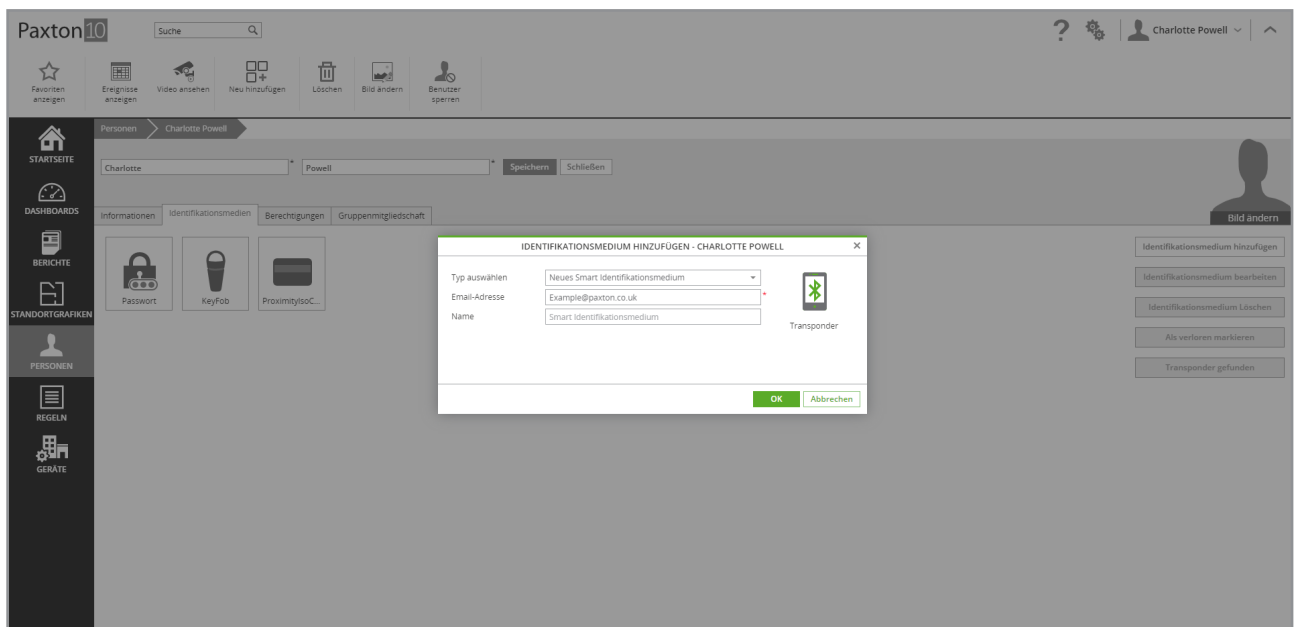 Paxton10
Suche
Charlotte Powell
Favoriten
anzeigen
Ereignisse
anzeigen
Video ansehen
Neu hinzufügen
Löschen
Bild ändern
Benutzer
sperren
STARTSEITE
DASHBOARDS
BERICHTE
STANDORTGRAFIKEN
PERSONEN
REGELN
GERÄTE
Personen
Charlotte Powell
Charlotte *
Powell *
Speichern
Schließen
Bild ändern
Informationen
Identifikationsmedien
Berechtigungen
Gruppenmitgliedschaft
Passwort
KeyFob
ProximityIsoC...
IDENTIFIKATIONSMEDIUM HINZUFÜGEN - CHARLOTTE POWELL
Typ auswählen
Neues Smart Identifikationsmedium
Email-Adresse
Example@paxton.co.uk *
Name
Smart Identifikationsmedium
Transponder
OK
Abbrechen
Identifikationsmedium hinzufügen
Identifikationsmedium bearbeiten
Identifikationsmedium Löschen
Als verloren markieren
Transponder gefunden